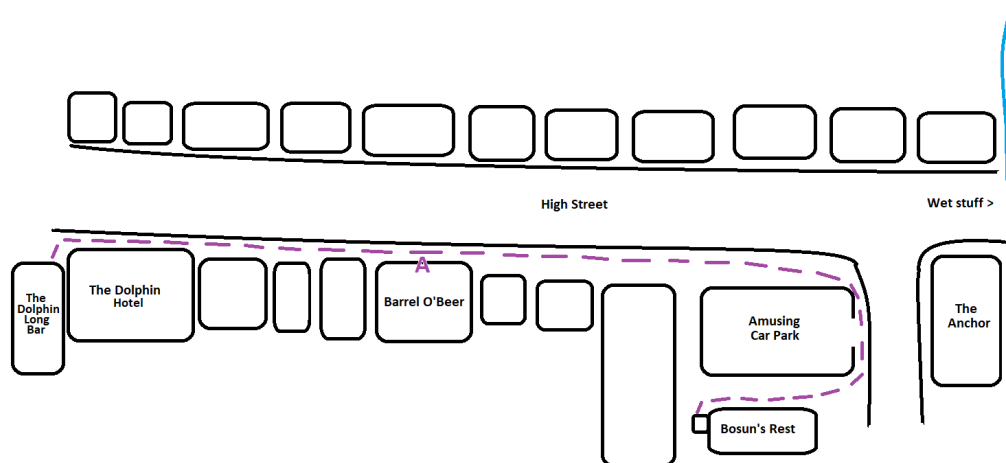 High Street
Wet stuff >
A
The
Dolphin
Long
Bar
The Dolphin
Hotel
Barrel O'Beer
Amusing
Car Park
The
Anchor
Bosun's Rest